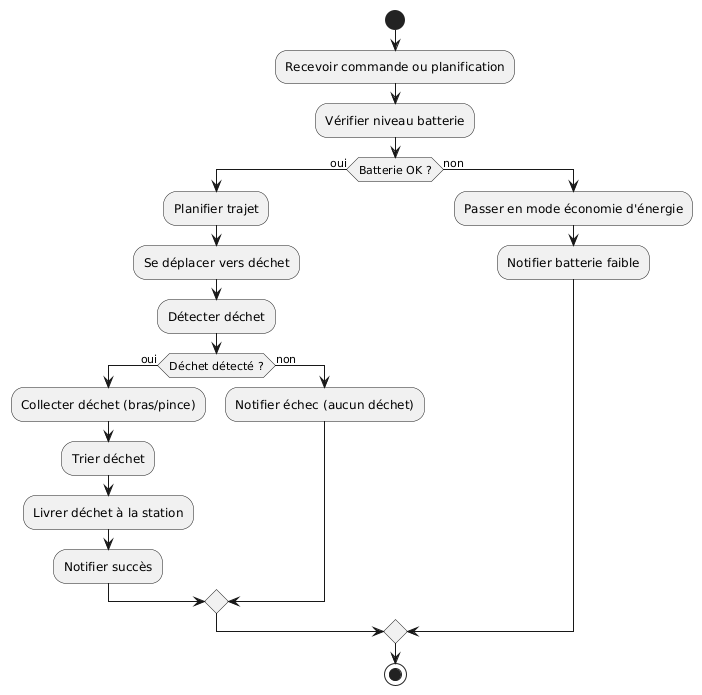 Recevoir commande ou planification
Vérifier niveau batterie
oui
Batterie OK ?
non
Planifier trajet
Passer en mode économie d'énergie
Se déplacer vers déchet
Notifier batterie faible
Détecter déchet
oui
Déchet détecté ?
non
Collecter déchet (bras/pince)
Notifier échec (aucun déchet)
Trier déchet
Livrer déchet à la station
Notifier succès